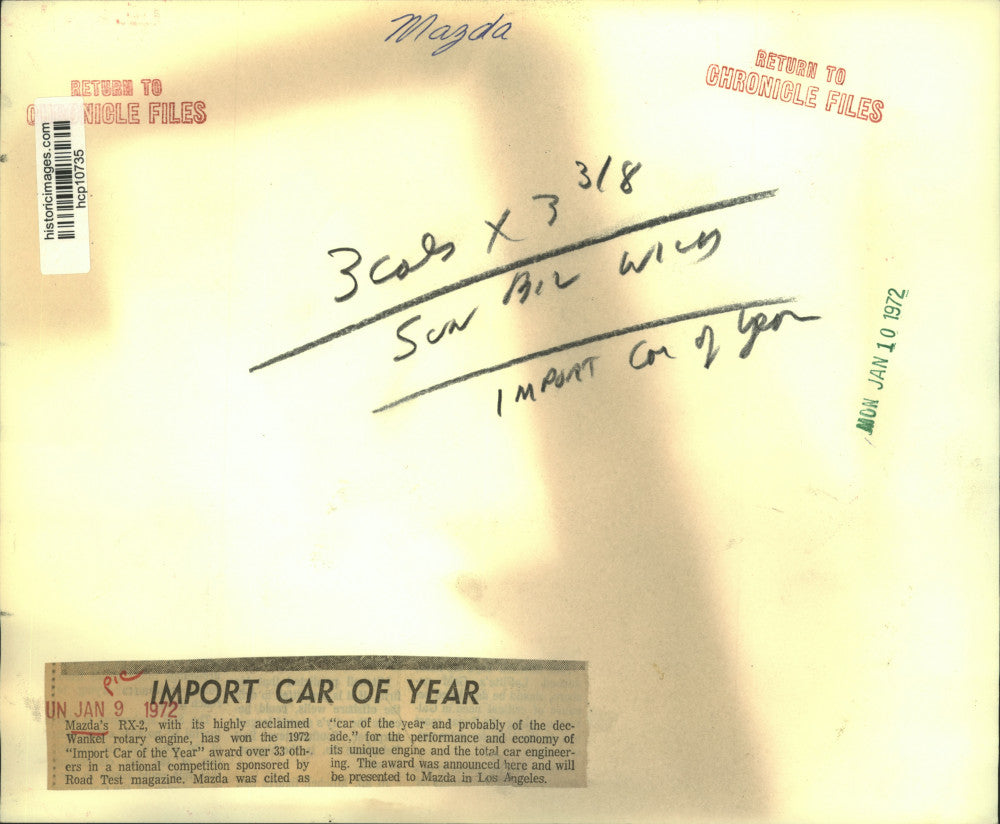 Mazda
RETURN TO
CHRONICLE FILES
RETURN TO
CHRONICLE FILES
historicimages.com
hcp10735
3 cols X 3 3/8
SUN
IMPORT Car of Year
MON JAN 10 1972
pic
IMPORT CAR OF YEAR
UN JAN 9 1972
Mazda's RX-2, with its highly acclaimed
Wankel rotary engine, has won the 1972
"Import Car of the Year" award over 33 oth-
ers in a national competition sponsored by
Road Test magazine. Mazda was cited as
"car of the year and probably of the dec-
ade," for the performance and economy of
its unique engine and the total car engineer-
ing. The award was announced here and will
be presented to Mazda in Los Angeles.